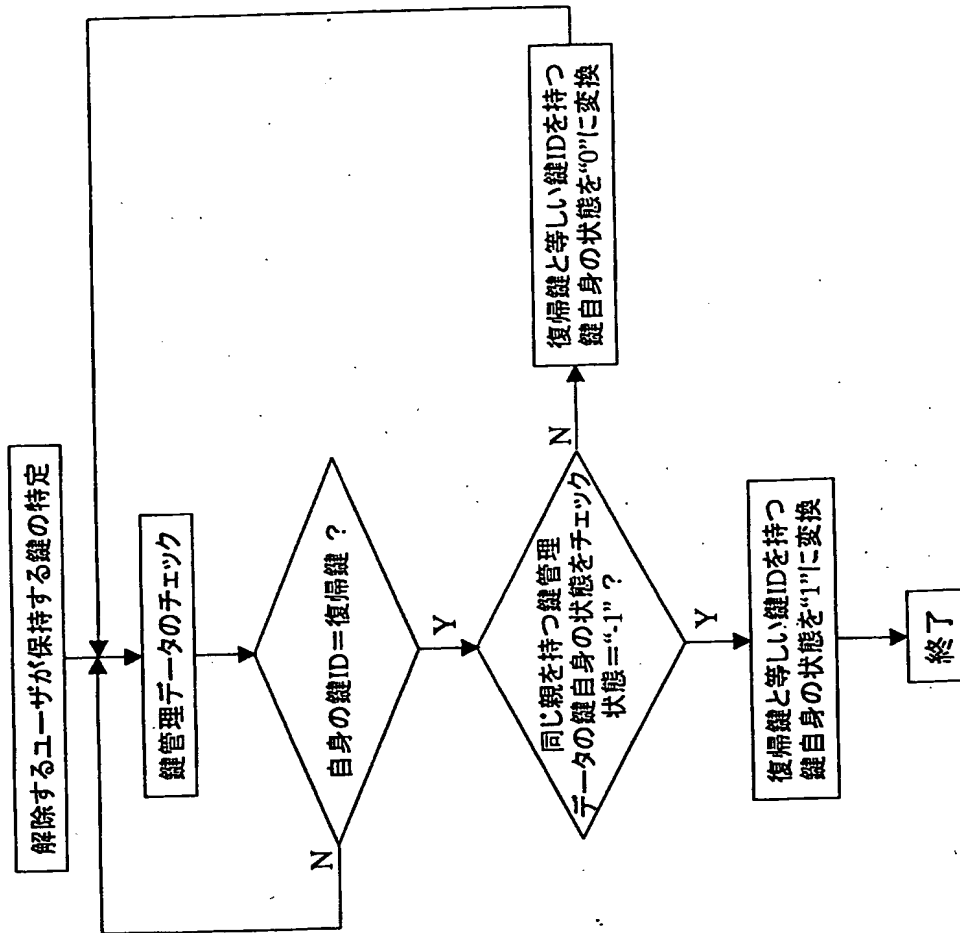 解除するユーザが保持する鍵の特定
鍵管理データのチェック
自身の鍵ID＝復帰鍵 ?
N
Y
同じ親を持つ鍵管理
データの鍵自身の状態をチェック
状態＝“-1” ?
N
復帰鍵と等しい鍵IDを持つ
鍵自身の状態を“0”に変換
Y
復帰鍵と等しい鍵IDを持つ
鍵自身の状態を“1”に変換
終了